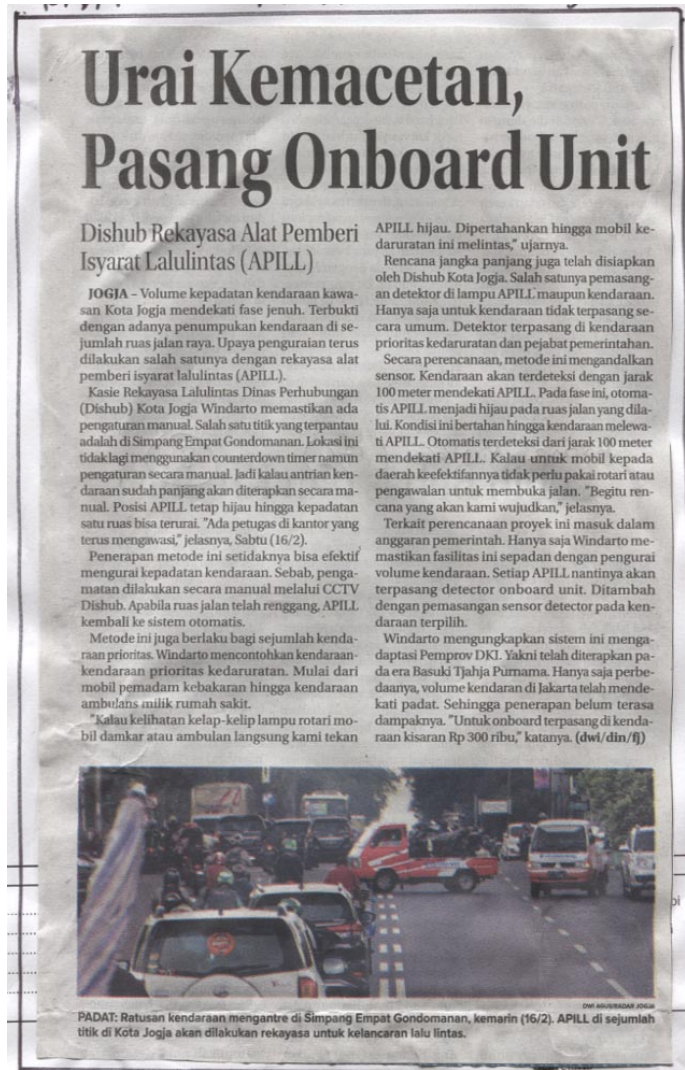 Urai Kemacetan,
Pasang Onboard Unit
Dishub Rekayasa Alat Pemberi
Isyarat Lalulintas (APILL)
JOGJA – Volume kepadatan kendaraan kawa-
san Kota Jogja mendekati fase jenuh. Terbukti
dengan adanya penumpukan kendaraan di se-
jumlah ruas jalan raya. Upaya penguraian terus
dilakukan salah satunya dengan rekayasa alat
pemberi isyarat lalulintas (APILL).
Kasie Rekayasa Lalulintas Dinas Perhubungan
(Dishub) Kota Jogja Windarto memastikan ada
pengaturan manual. Salah satu titik yang terpantau
adalah di Simpang Empat Gondomanan. Lokasi ini
tidak lagi menggunakan counterdown timer namun
pengaturan secara manual. Jadi kalau antrian ken-
daraan sudah panjang akan diterapkan secara ma-
nual. Posisi APILL tetap hijau hingga kepadatan
satu ruas bisa terurai. "Ada petugas di kantor yang
terus mengawasi," jelasnya, Sabtu (16/2).
Penerapan metode ini setidaknya bisa efektif
mengurai kepadatan kendaraan. Sebab, penga-
matan dilakukan secara manual melalui CCTV
Dishub. Apabila ruas jalan telah renggang, APILL
kembali ke sistem otomatis.
Metode ini juga berlaku bagi sejumlah kenda-
raan prioritas. Windarto mencontohkan kendaraan-
kendaraan prioritas kedaruratan. Mulai dari
mobil pemadam kebakaran hingga kendaraan
ambulans milik rumah sakit.
"Kalau kelihatan kelap-kelip lampu rotari mo-
bil damkar atau ambulan langsung kami tekan
APILL hijau. Dipertahankan hingga mobil ke-
daruratan ini melintas," ujarnya.
Rencana jangka panjang juga telah disiapkan
oleh Dishub Kota Jogja. Salah satunya pemasang-
an detektor di lampu APILL maupun kendaraan.
Hanya saja untuk kendaraan tidak terpasang se-
cara umum. Detektor terpasang di kendaraan
prioritas kedaruratan dan pejabat pemerintahan.
Secara perencanaan, metode ini mengandalkan
sensor. Kendaraan akan terdeteksi dengan jarak
100 meter mendekati APILL. Pada fase ini, otoma-
tis APILL menjadi hijau pada ruas jalan yang dila-
lui. Kondisi ini bertahan hingga kendaraan melewa-
ti APILL. Otomatis terdeteksi dari jarak 100 meter
mendekati APILL. Kalau untuk mobil kepada
daerah keefektifannya tidak perlu pakai rotari atau
pengawalan untuk membuka jalan. "Begitu ren-
cana yang akan kami wujudkan," jelasnya.
Terkait perencanaan proyek ini masuk dalam
anggaran pemerintah. Hanya saja Windarto me-
mastikan fasilitas ini sepadan dengan pengurai
volume kendaraan. Setiap APILL nantinya akan
terpasang detector onboard unit. Ditambah
dengan pemasangan sensor detector pada ken-
daraan terpilih.
Windarto mengungkapkan sistem ini menga-
daptasi Pemprov DKI. Yakni telah diterapkan pa-
da era Basuki Tjahja Purnama. Hanya saja perbe-
daanya, volume kendaran di Jakarta telah mende-
kati padat. Sehingga penerapan belum terasa
dampaknya. "Untuk onboard terpasang di kenda-
raan kisaran Rp 300 ribu," katanya. (dwi/din/fj)
DWI AGUS/RADAR JOGJA
PADAT: Ratusan kendaraan mengantre di Simpang Empat Gondomanan, kemarin (16/2). APILL di sejumlah
titik di Kota Jogja akan dilakukan rekayasa untuk kelancaran lalu lintas.